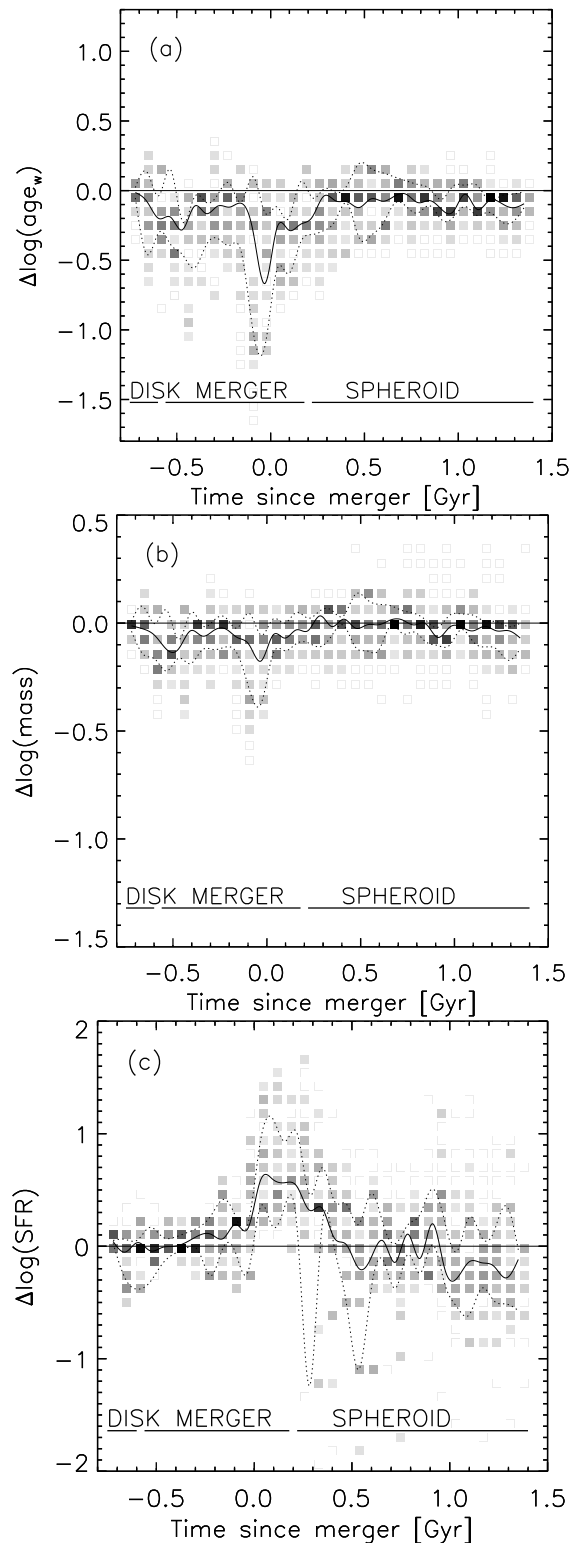 (a)
1.0
0.5
0.0
−0.5
−1.0
−1.5
Δlog(age_w)
DISK MERGER SPHEROID
−0.5 0.0 0.5 1.0 1.5
Time since merger [Gyr]
(b)
0.5
0.0
−0.5
−1.0
−1.5
Δlog(mass)
DISK MERGER SPHEROID
−0.5 0.0 0.5 1.0 1.5
Time since merger [Gyr]
(c)
2
1
0
−1
−2
Δlog(SFR)
DISK MERGER SPHEROID
−0.5 0.0 0.5 1.0 1.5
Time since merger [Gyr]